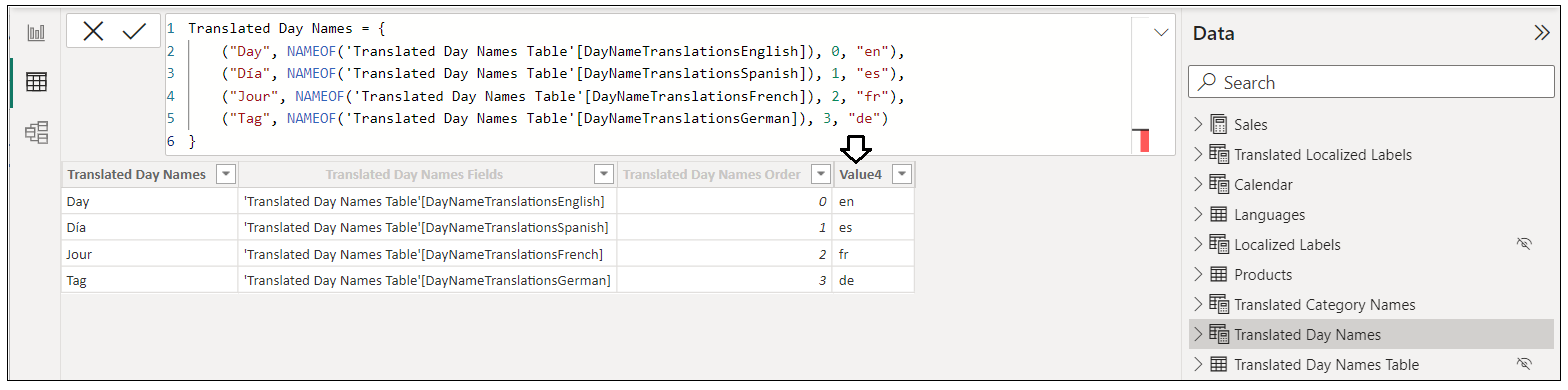 1 Translated Day Names = {
2 ("Day", NAMEOF('Translated Day Names Table'[DayNameTranslationsEnglish]), 0, "en"),
3 ("Día", NAMEOF('Translated Day Names Table'[DayNameTranslationsSpanish]), 1, "es"),
4 ("Jour", NAMEOF('Translated Day Names Table'[DayNameTranslationsFrench]), 2, "fr"),
5 ("Tag", NAMEOF('Translated Day Names Table'[DayNameTranslationsGerman]), 3, "de")
6 }
Translated Day Names Translated Day Names Fields Translated Day Names Order Value4
Day 'Translated Day Names Table'[DayNameTranslationsEnglish] 0 en
Día 'Translated Day Names Table'[DayNameTranslationsSpanish] 1 es
Jour 'Translated Day Names Table'[DayNameTranslationsFrench] 2 fr
Tag 'Translated Day Names Table'[DayNameTranslationsGerman] 3 de
Data
Search
Sales
Translated Localized Labels
Calendar
Languages
Localized Labels
Products
Translated Category Names
Translated Day Names
Translated Day Names Table